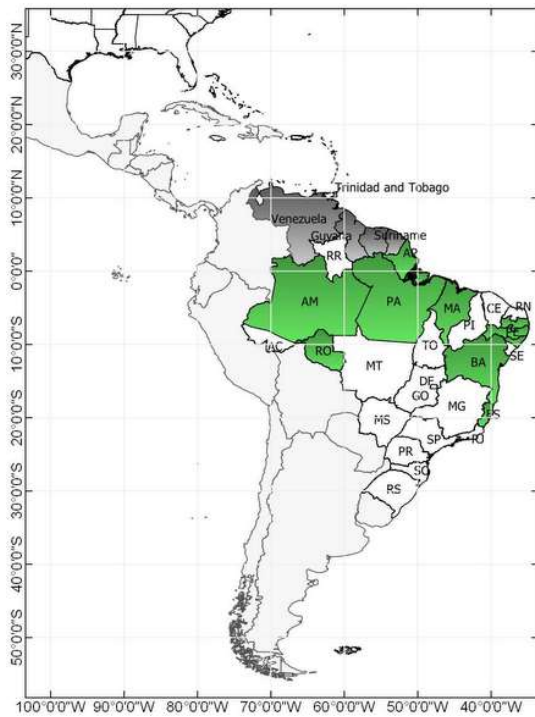 30°0'0"N
20°0'0"N
10°0'0"N
0°0'0"
10°0'0"S
20°0'0"S
30°0'0"S
40°0'0"S
50°0'0"S
Trinidad and Tobago
Venezuela
Guyana
Suriname
RR
AP
AM
PA
MA
CE
RN
PI
PE
AC
RO
TO
SE
BA
MT
DF
GO
MG
ES
MS
SP
RJ
PR
SC
RS
100°0'0"W 90°0'0"W 80°0'0"W 70°0'0"W 60°0'0"W 50°0'0"W 40°0'0"W